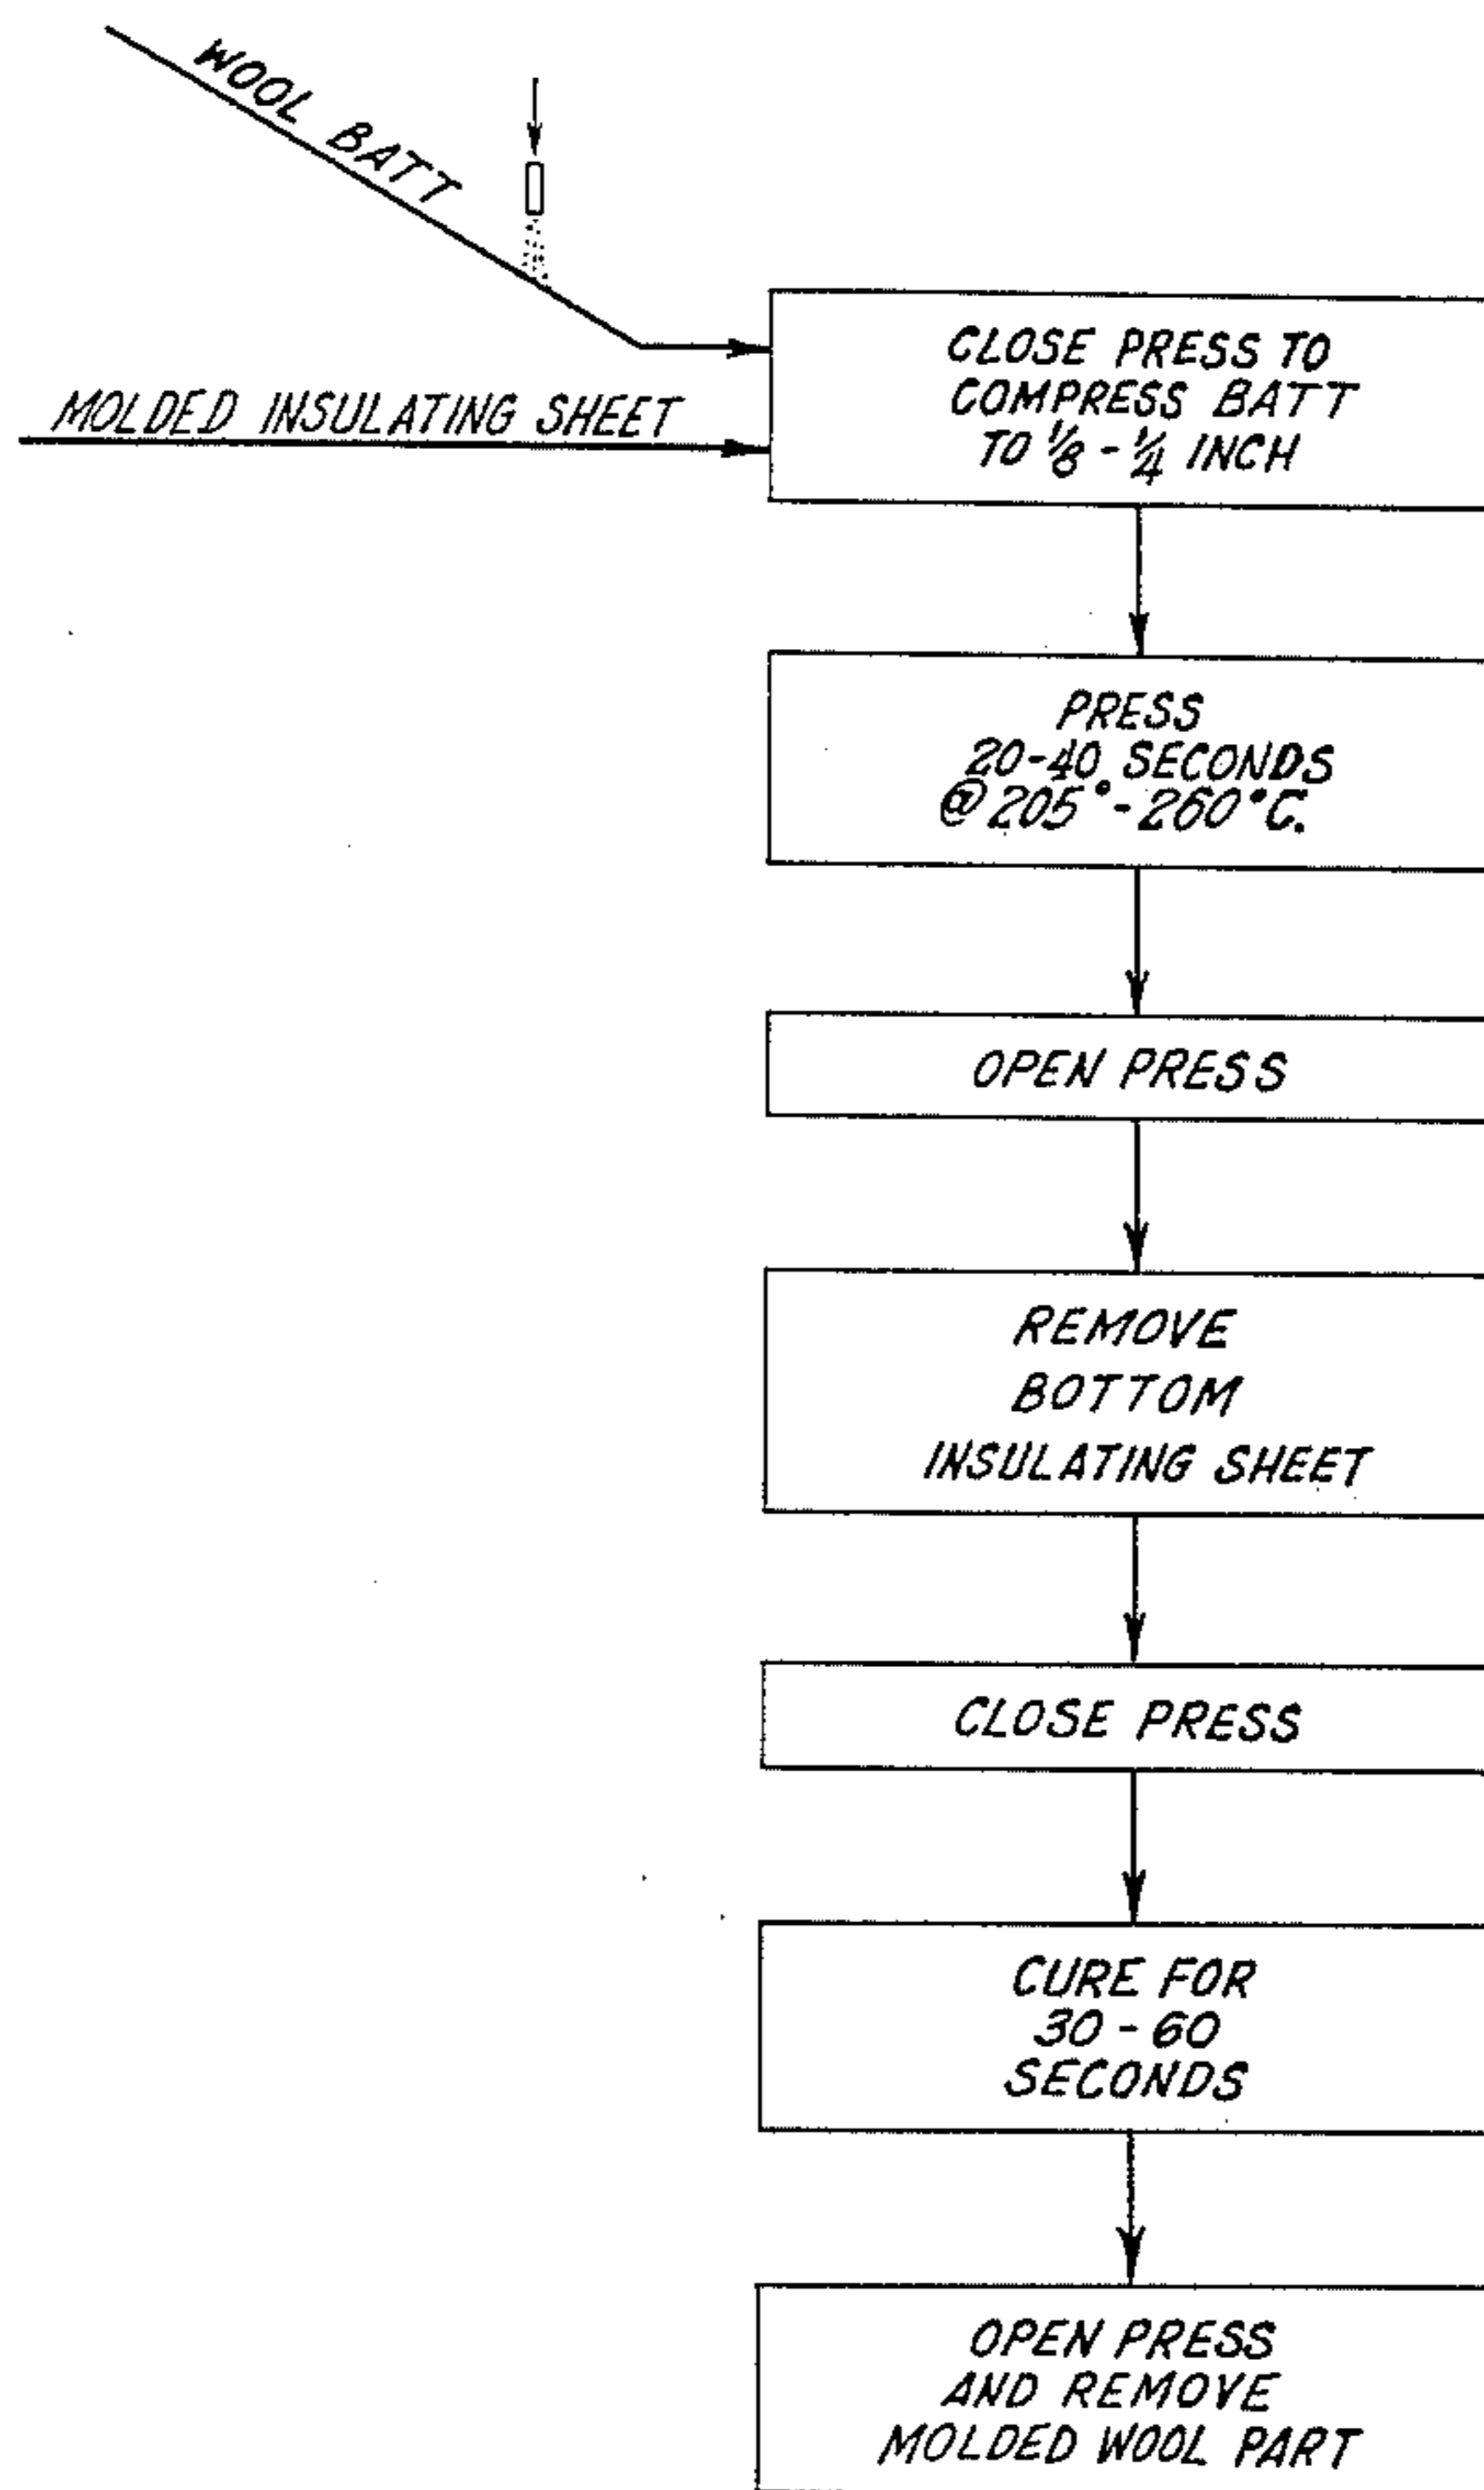 WOOL BATT
MOLDED INSULATING SHEET
CLOSE PRESS TO
COMPRESS BATT
TO 1/8 - 1/4 INCH
PRESS
20-40 SECONDS
@ 205° - 260°C.
OPEN PRESS
REMOVE
BOTTOM
INSULATING SHEET
CLOSE PRESS
CURE FOR
30 - 60
SECONDS
OPEN PRESS
AND REMOVE
MOLDED WOOL PART